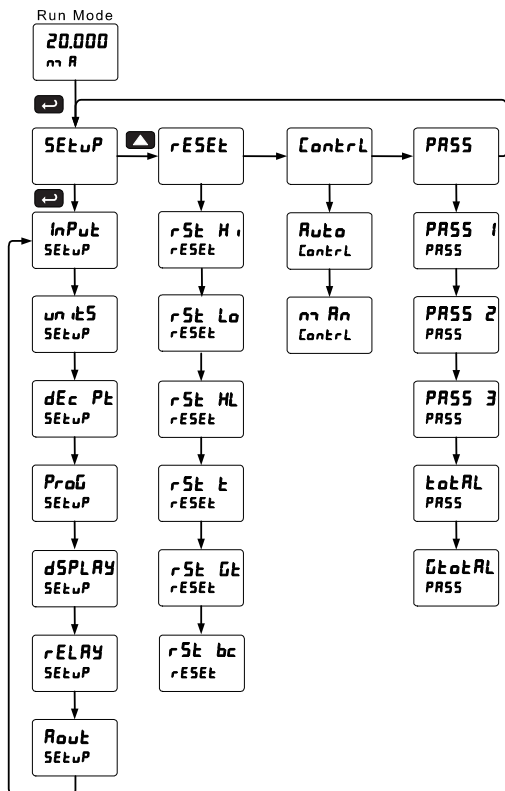 Run Mode
20.000
mA
SEtuP
rESEt
ContrL
PASS
InPut
SEtuP
rSt Hi
rESEt
Auto
ContrL
PASS 1
PASS
unitS
SEtuP
rSt Lo
rESEt
mAn
ContrL
PASS 2
PASS
dEc Pt
SEtuP
rSt HL
rESEt
PASS 3
PASS
ProG
SEtuP
rSt t
rESEt
totAL
PASS
dSPLAY
SEtuP
rSt Gt
rESEt
GtotAL
PASS
rELAY
SEtuP
rSt bc
rESEt
Aout
SEtuP